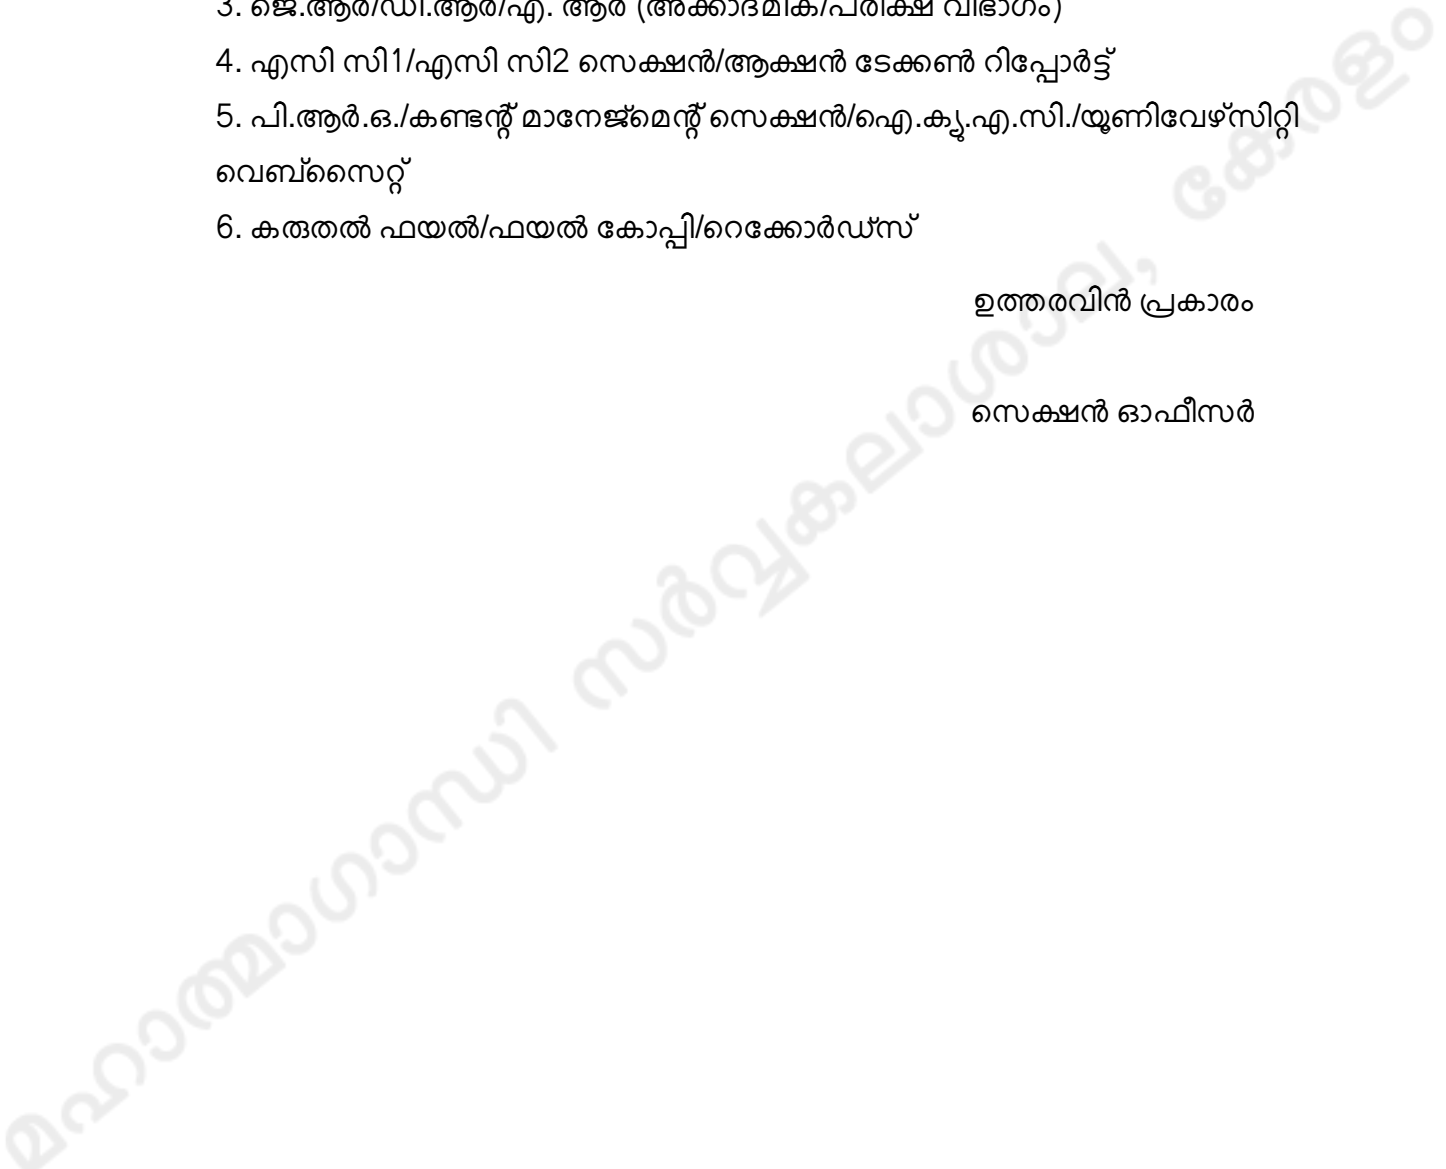 3. ജെ.ആർ/ഡി.ആർ/എ. ആർ (അക്കാദമിക്/പരീക്ഷ വിഭാഗം)
4. എസി സി1/എസി സി2 സെക്ഷൻ/ആക്ഷൻ ടേക്കൺ റിപ്പോർട്ട്
5. പി.ആർ.ഒ./കണ്ടന്റ് മാനേജ്മെന്റ് സെക്ഷൻ/ഐ.ക്യു.എ.സി./യൂണിവേഴ്സിറ്റി
വെബ്സൈറ്റ്
6. കരുതൽ ഫയൽ/ഫയൽ കോപ്പി/റെക്കോർഡ്സ്
ഉത്തരവിൻ പ്രകാരം
സെക്ഷൻ ഓഫീസർ
മഹാത്മാഗാന്ധി സർവ്വകലാശാല, കേരളം